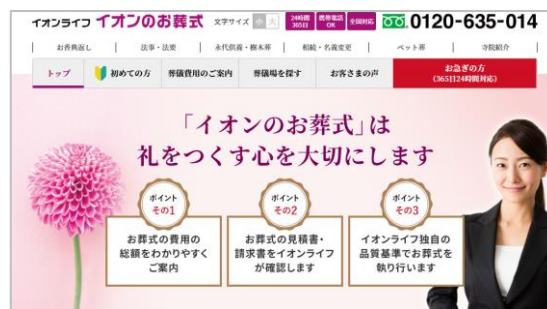 イオンライフ イオンのお葬式 文字サイズ 小 大 24時間 365日 携帯電話 OK 全国対応 0120-635-014
お香典返し 法事・法要 永代供養・樹木葬 相続・名義変更 ペット葬 寺院紹介
トップ 初めての方 葬儀費用のご案内 葬儀場を探す お客さまの声 お急ぎの方
(365日24時間対応)
「イオンのお葬式」は
礼をつくす心を大切にします
ポイント
その1
お葬式の費用の
総額をわかりやすく
ご案内
ポイント
その2
お葬式の見積書・
請求書をイオンライフ
が確認します
ポイント
その3
イオンライフ独自の
品質基準でお葬式を
執り行います